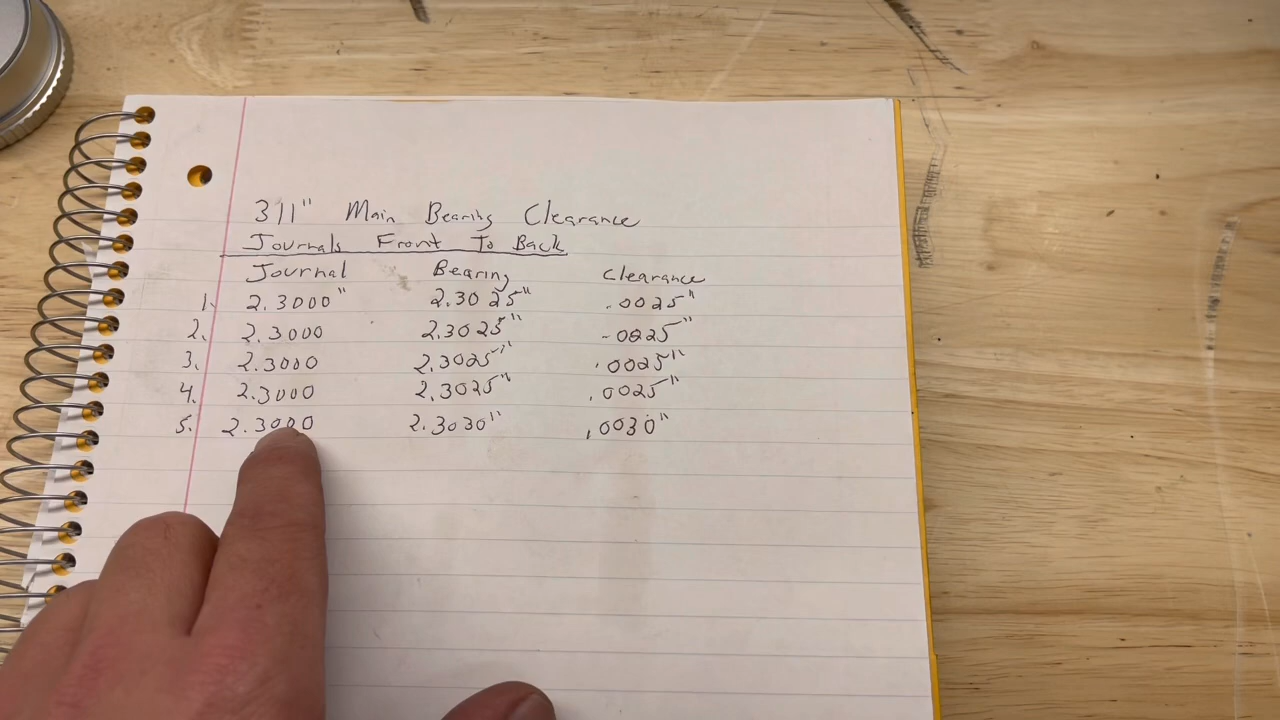 311" Main Bearing Clearance
Journals Front To Back
Journal Bearing Clearance
1. 2.3000" 2.3025" .0025"
2. 2.3000 2.3025" .0025"
3. 2.3000 2.3025" .0025"
4. 2.3000 2.3025" .0025"
5. 2.3000 2.3030" .0030"